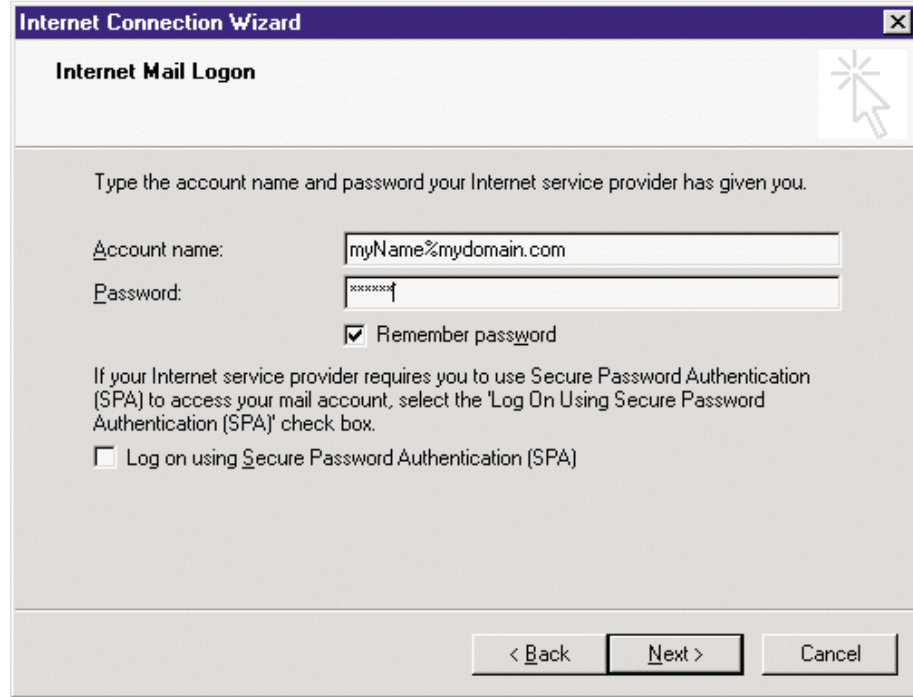 Internet Connection Wizard
Internet Mail Logon
Type the account name and password your Internet service provider has given you.
Account name: myName%mydomain.com
Password: ******
Remember password
If your Internet service provider requires you to use Secure Password Authentication
(SPA) to access your mail account, select the 'Log On Using Secure Password
Authentication (SPA)' check box.
Log on using Secure Password Authentication (SPA)
< Back Next > Cancel